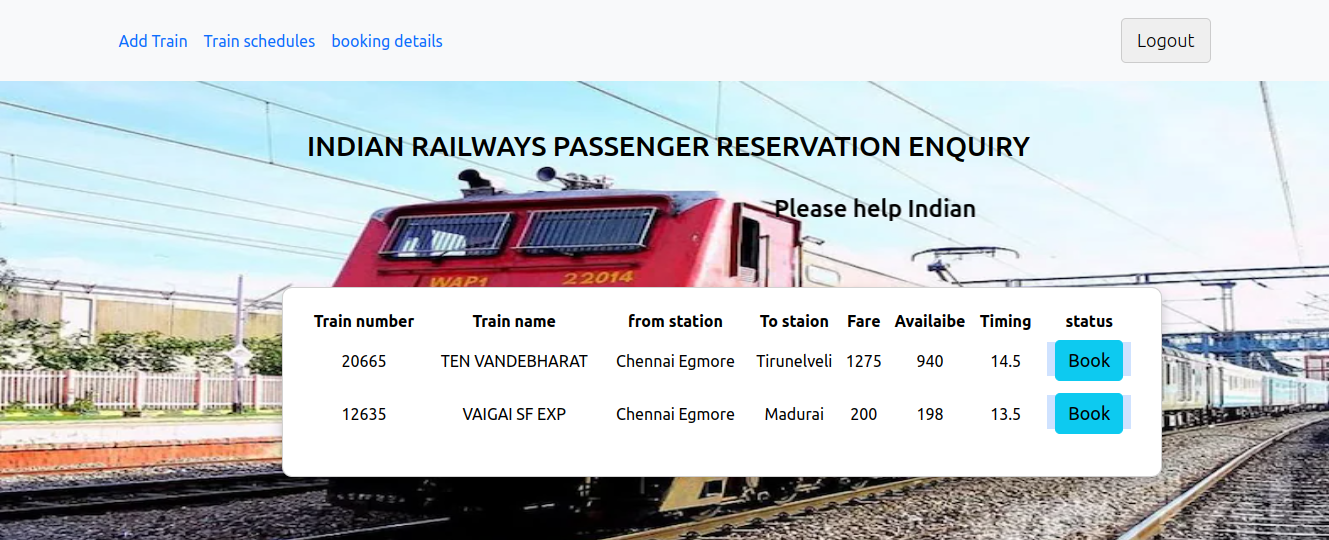 Add Train Train schedules booking details Logout
INDIAN RAILWAYS PASSENGER RESERVATION ENQUIRY
Please help Indian
WAP1 22014
Train number Train name from station To staion Fare Availaibe Timing status
20665 TEN VANDEBHARAT Chennai Egmore Tirunelveli 1275 940 14.5 Book
12635 VAIGAI SF EXP Chennai Egmore Madurai 200 198 13.5 Book